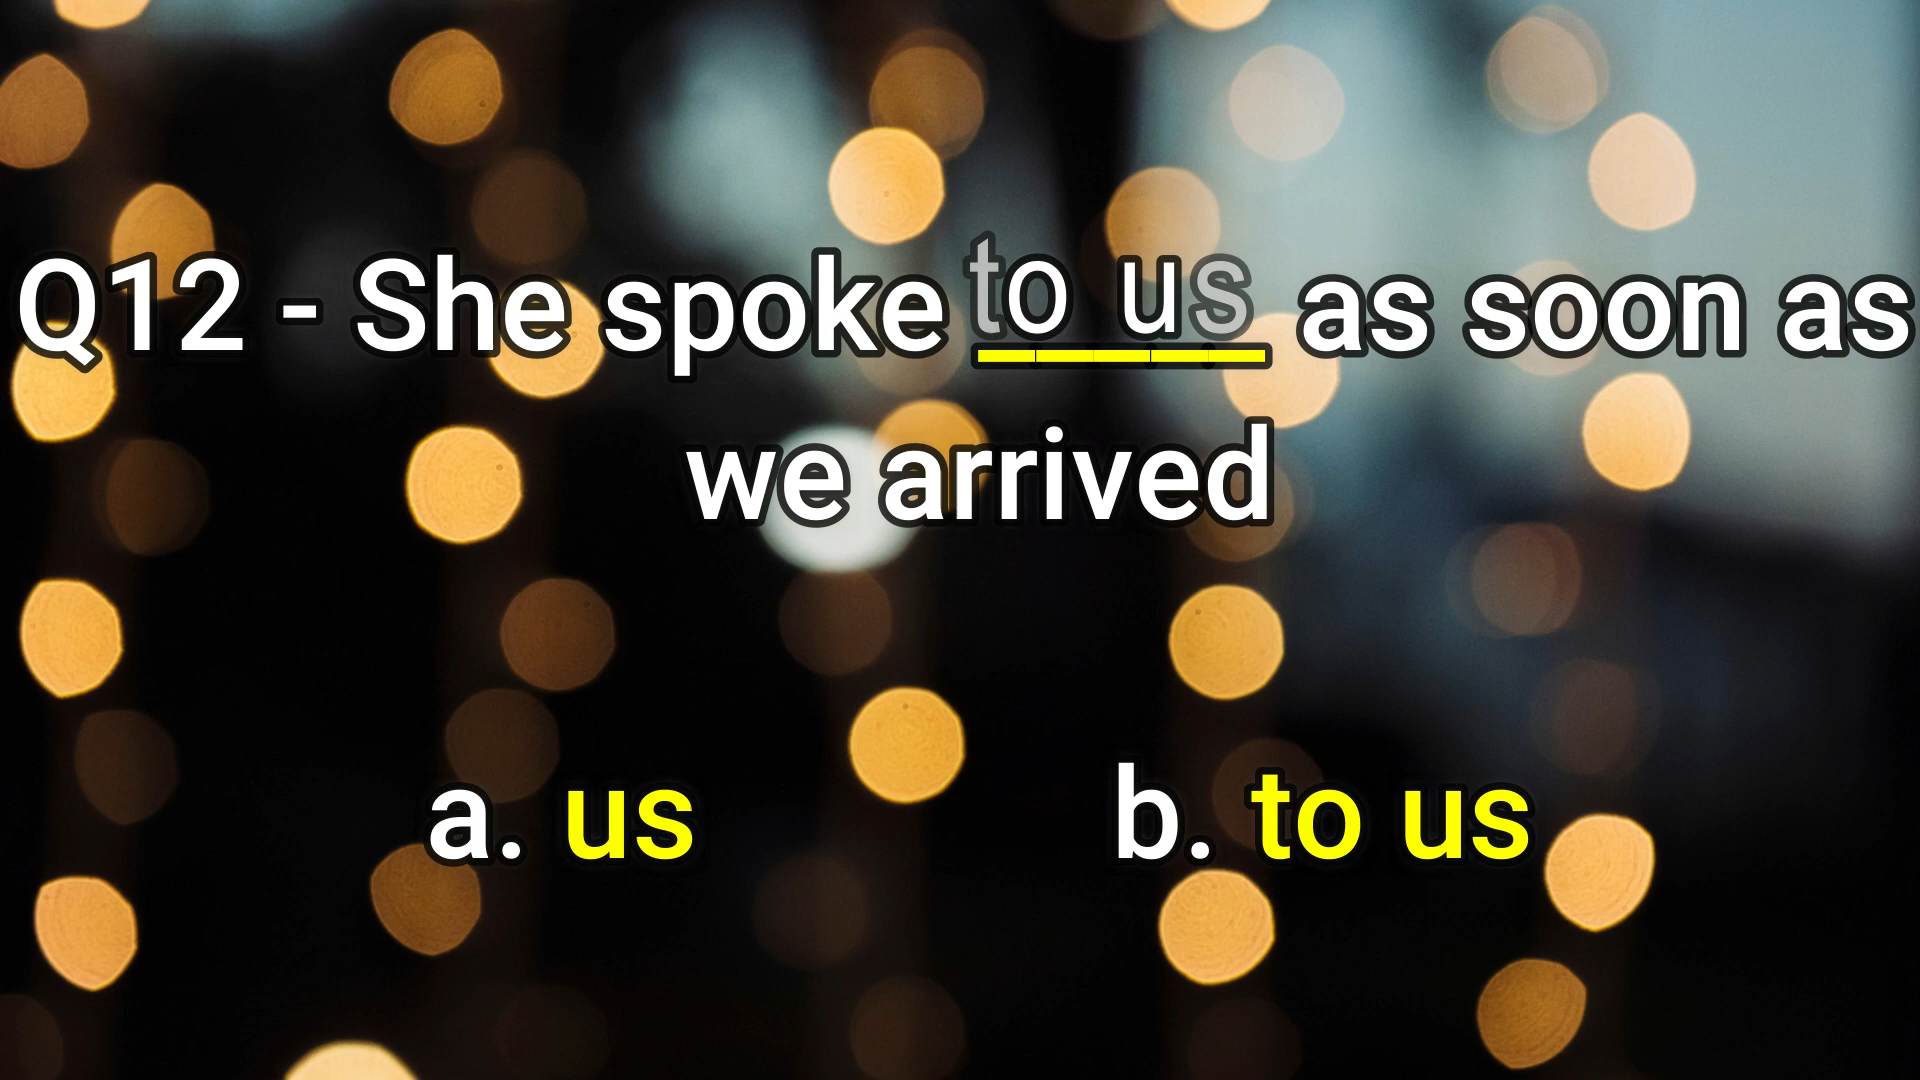 Q12 - She spoke to us as soon as
we arrived
a. us b. to us